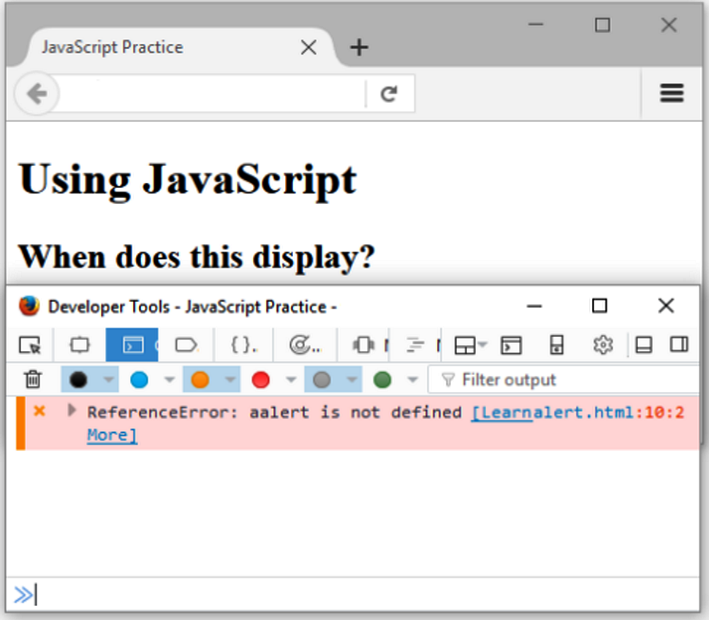 JavaScript Practice
Using JavaScript
When does this display?
Developer Tools - JavaScript Practice -
{}.
Filter output
ReferenceError: aalert is not defined [Learnalert.html:10:2
More]